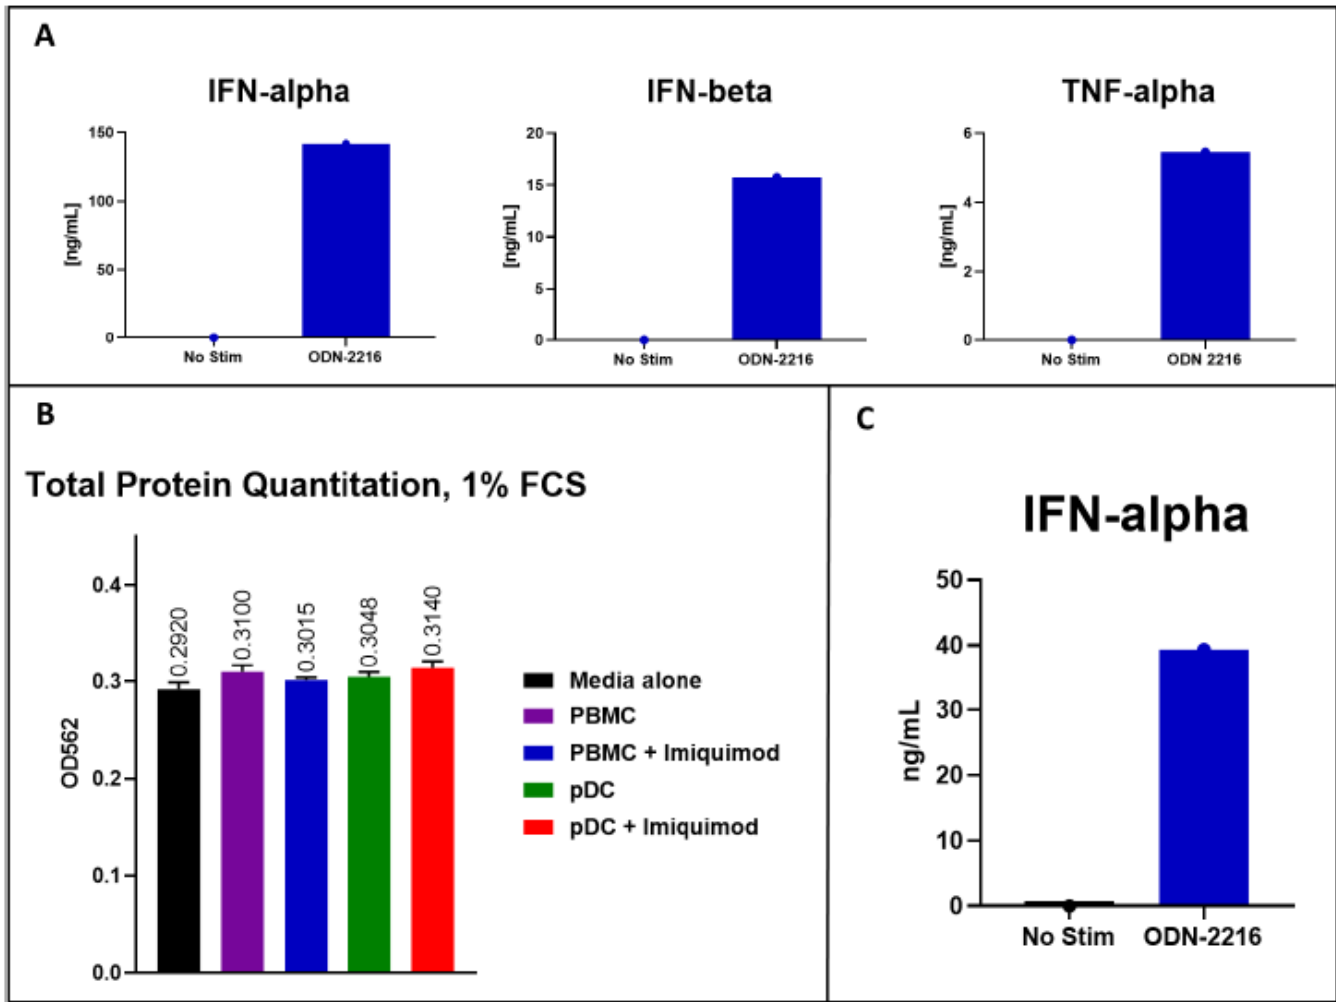 A
IFN-alpha
150
100
50
0
[ng/mL]
No Stim
ODN-2216
IFN-beta
20
15
10
5
0
[ng/mL]
No Stim
ODN-2216
TNF-alpha
6
4
2
0
[ng/mL]
No Stim
ODN 2216
B
Total Protein Quantitation, 1% FCS
0.4
0.3
0.2
0.1
0.0
OD562
0.2920
0.3100
0.3015
0.3048
0.3140
Media alone
PBMC
PBMC + Imiquimod
pDC
pDC + Imiquimod
C
IFN-alpha
50
40
30
20
10
0
ng/mL
No Stim
ODN-2216